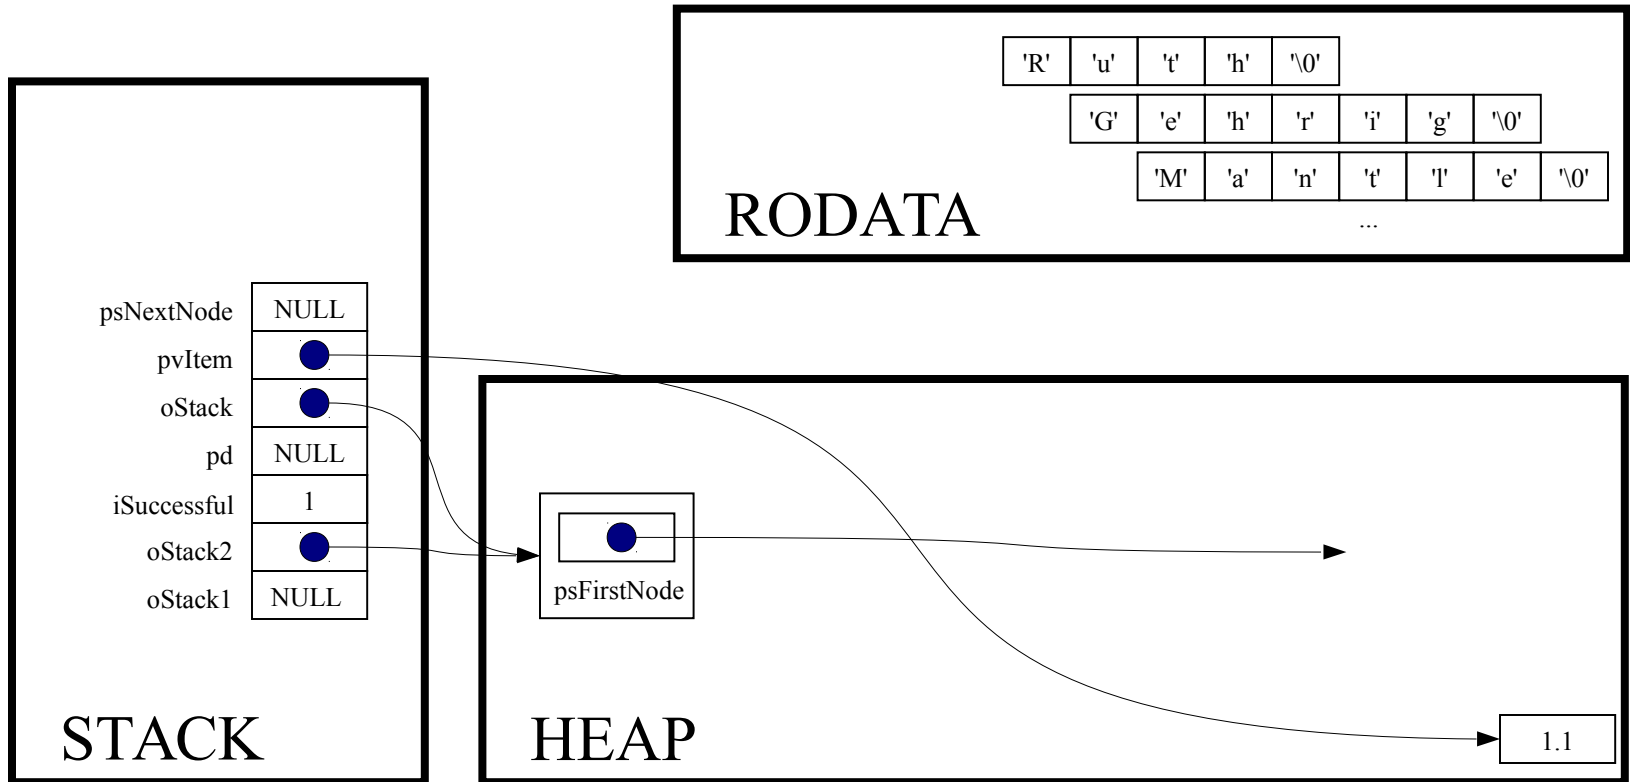 'R' 'u' 't' 'h' '\0'
'G' 'e' 'h' 'r' 'i' 'g' '\0'
'M' 'a' 'n' 't' 'l' 'e' '\0'
...
RODATA
psNextNode NULL
pvItem
oStack
pd NULL
iSuccessful 1
oStack2
oStack1 NULL
STACK
psFirstNode
HEAP
1.1